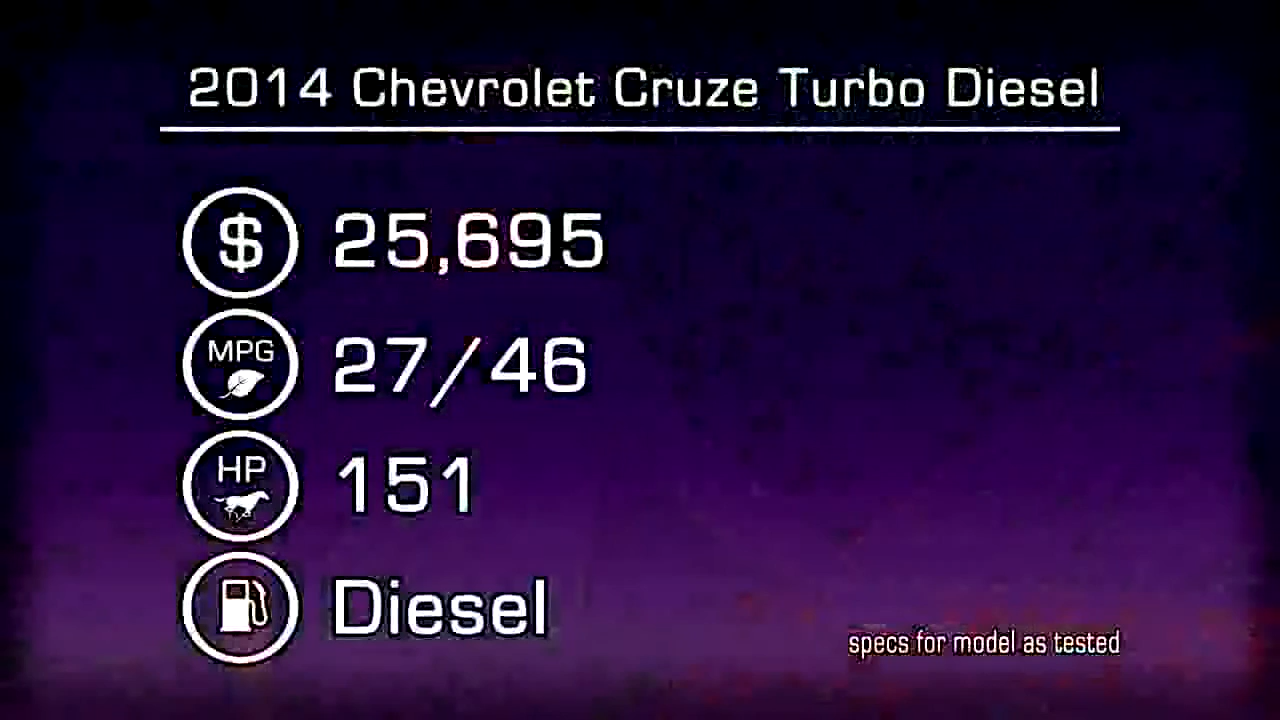 2014 Chevrolet Cruze Turbo Diesel
$ 25,695
MPG 27/46
HP 151
Diesel
specs for model as tested